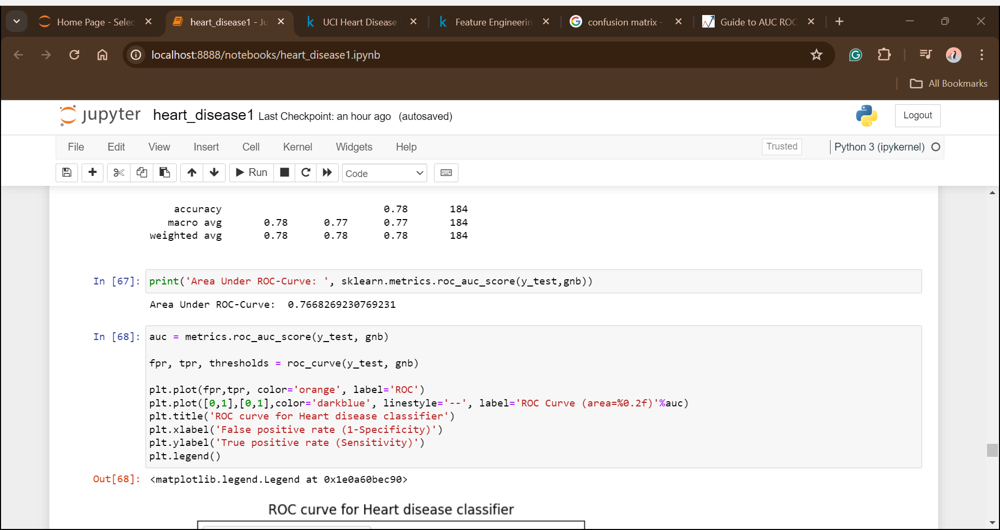 Home Page - Selec
heart_disease1 - Ju
UCI Heart Disease
Feature Engineerin
confusion matrix -
Guide to AUC ROC
localhost:8888/notebooks/heart_disease1.ipynb
All Bookmarks
jupyter heart_disease1 Last Checkpoint: an hour ago (autosaved)
Logout
File Edit View Insert Cell Kernel Widgets Help
Trusted
Python 3 (ipykernel)
Run
Code
accuracy 0.78 184
macro avg 0.78 0.77 0.77 184
weighted avg 0.78 0.78 0.78 184
In [67]: print('Area Under ROC-Curve: ', sklearn.metrics.roc_auc_score(y_test,gnb))
Area Under ROC-Curve:  0.7668269230769231
In [68]: auc = metrics.roc_auc_score(y_test, gnb)
fpr, tpr, thresholds = roc_curve(y_test, gnb)
plt.plot(fpr,tpr, color='orange', label='ROC')
plt.plot([0,1],[0,1],color='darkblue', linestyle='--', label='ROC Curve (area=%0.2f)'%auc)
plt.title('ROC curve for Heart disease classifier')
plt.xlabel('False positive rate (1-Specificity)')
plt.ylabel('True positive rate (Sensitivity)')
plt.legend()
Out[68]: <matplotlib.legend.Legend at 0x1e0a60bec90>
ROC curve for Heart disease classifier